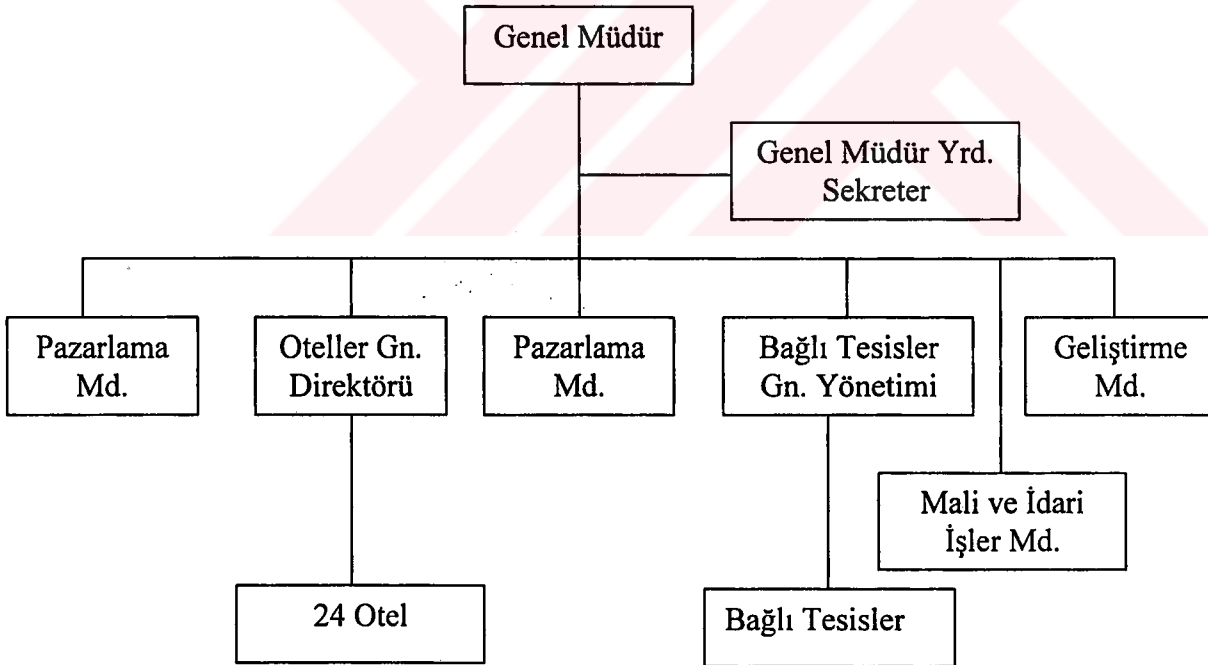 Genel Müdür
Genel Müdür Yrd.
Sekreter
Pazarlama
Md.
Oteller Gn.
Direktörü
Pazarlama
Md.
Bağlı Tesisler
Gn. Yönetimi
Geliştirme
Md.
Mali ve İdari
İşler Md.
24 Otel
Bağlı Tesisler